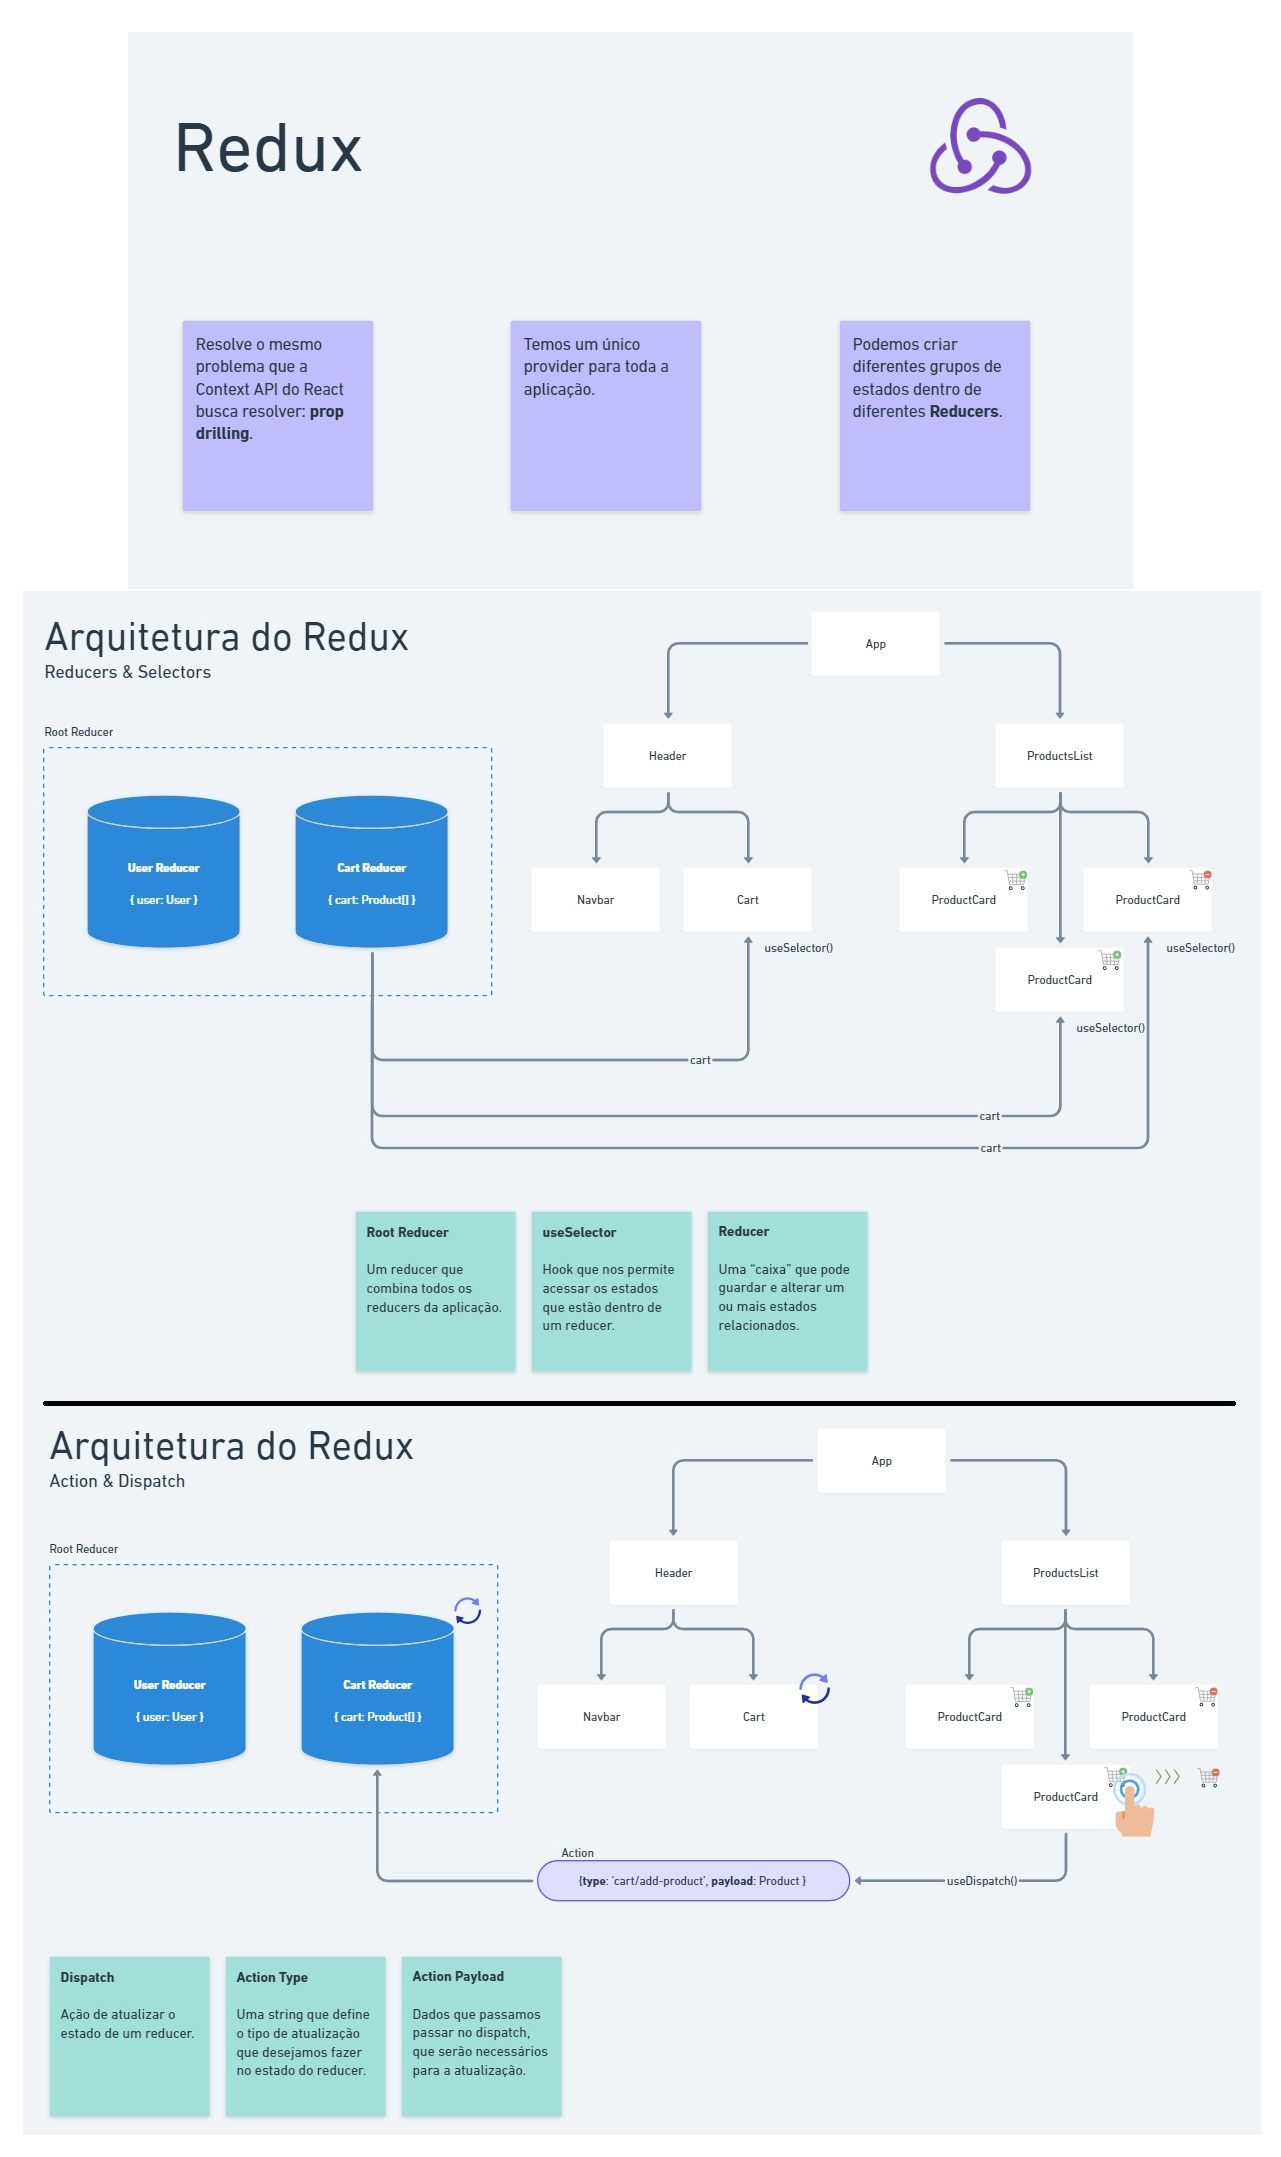 Redux
Resolve o mesmo
problema que a
Context API do React
busca resolver: prop
drilling.
Temos um único
provider para toda a
aplicação.
Podemos criar
diferentes grupos de
estados dentro de
diferentes Reducers.
Arquitetura do Redux
Reducers & Selectors
App
Root Reducer
Header
ProductsList
User Reducer
{ user: User }
Cart Reducer
{ cart: Product[] }
Navbar
Cart
ProductCard
ProductCard
useSelector()
useSelector()
ProductCard
useSelector()
cart
cart
cart
Root Reducer
Um reducer que
combina todos os
reducers da aplicação.
useSelector
Hook que nos permite
acessar os estados
que estão dentro de
um reducer.
Reducer
Uma “caixa” que pode
guardar e alterar um
ou mais estados
relacionados.
Arquitetura do Redux
Action & Dispatch
App
Root Reducer
Header
ProductsList
User Reducer
{ user: User }
Cart Reducer
{ cart: Product[] }
Navbar
Cart
ProductCard
ProductCard
ProductCard
Action
{type: ‘cart/add-product’, payload: Product }
useDispatch()
Dispatch
Ação de atualizar o
estado de um reducer.
Action Type
Uma string que define
o tipo de atualização
que desejamos fazer
no estado do reducer.
Action Payload
Dados que passamos
passar no dispatch,
que serão necessários
para a atualização.